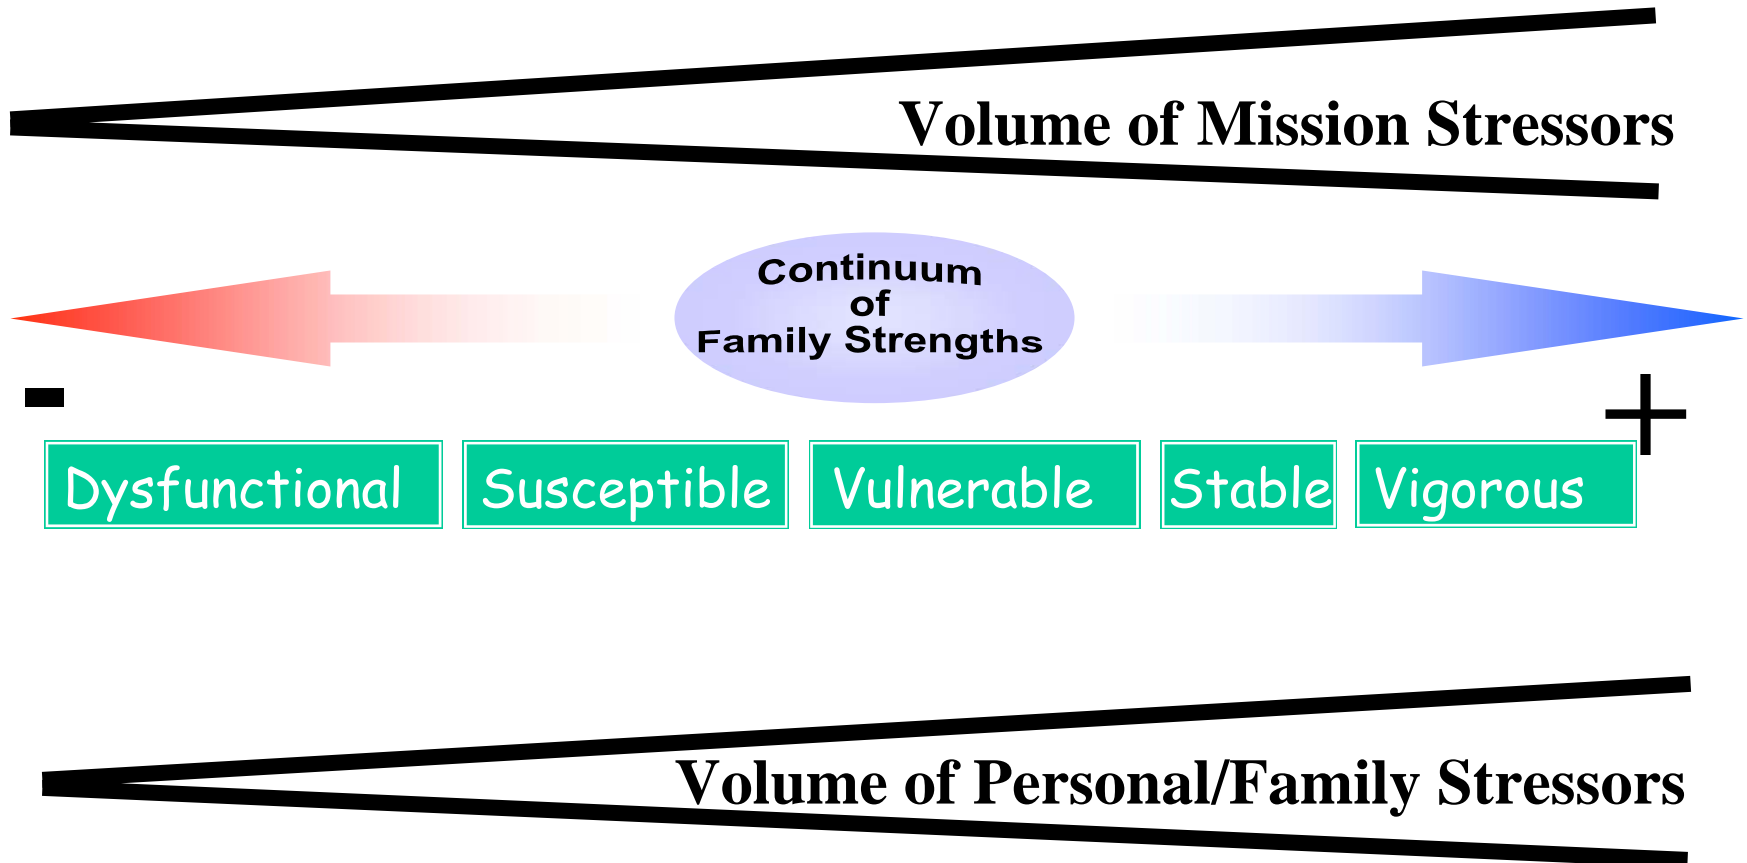 Volume of Mission Stressors
Continuum
of
Family Strengths
- +
Dysfunctional Susceptible Vulnerable Stable Vigorous
Volume of Personal/Family Stressors